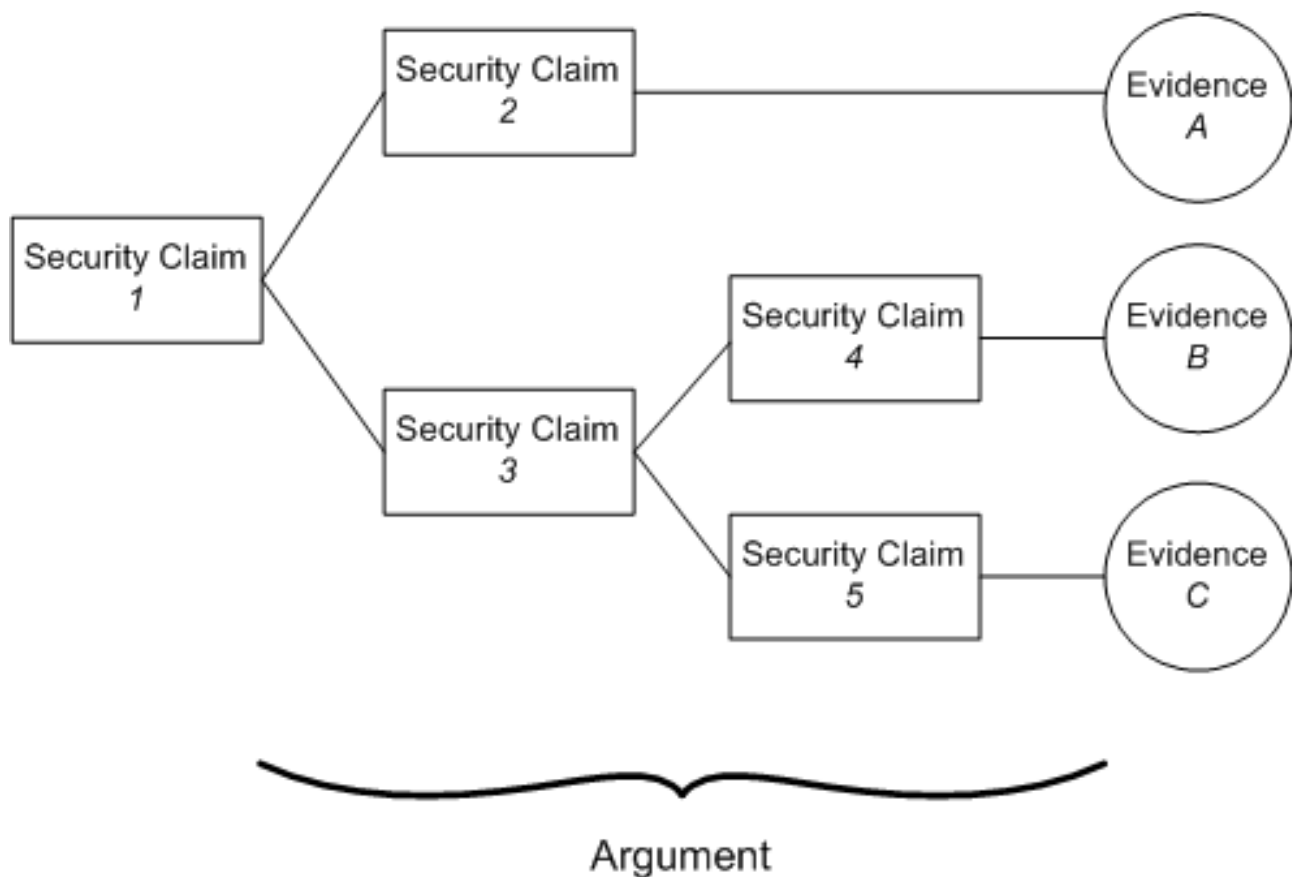 Security Claim
2
Evidence
A
Security Claim
1
Security Claim
4
Evidence
B
Security Claim
3
Security Claim
5
Evidence
C
Argument